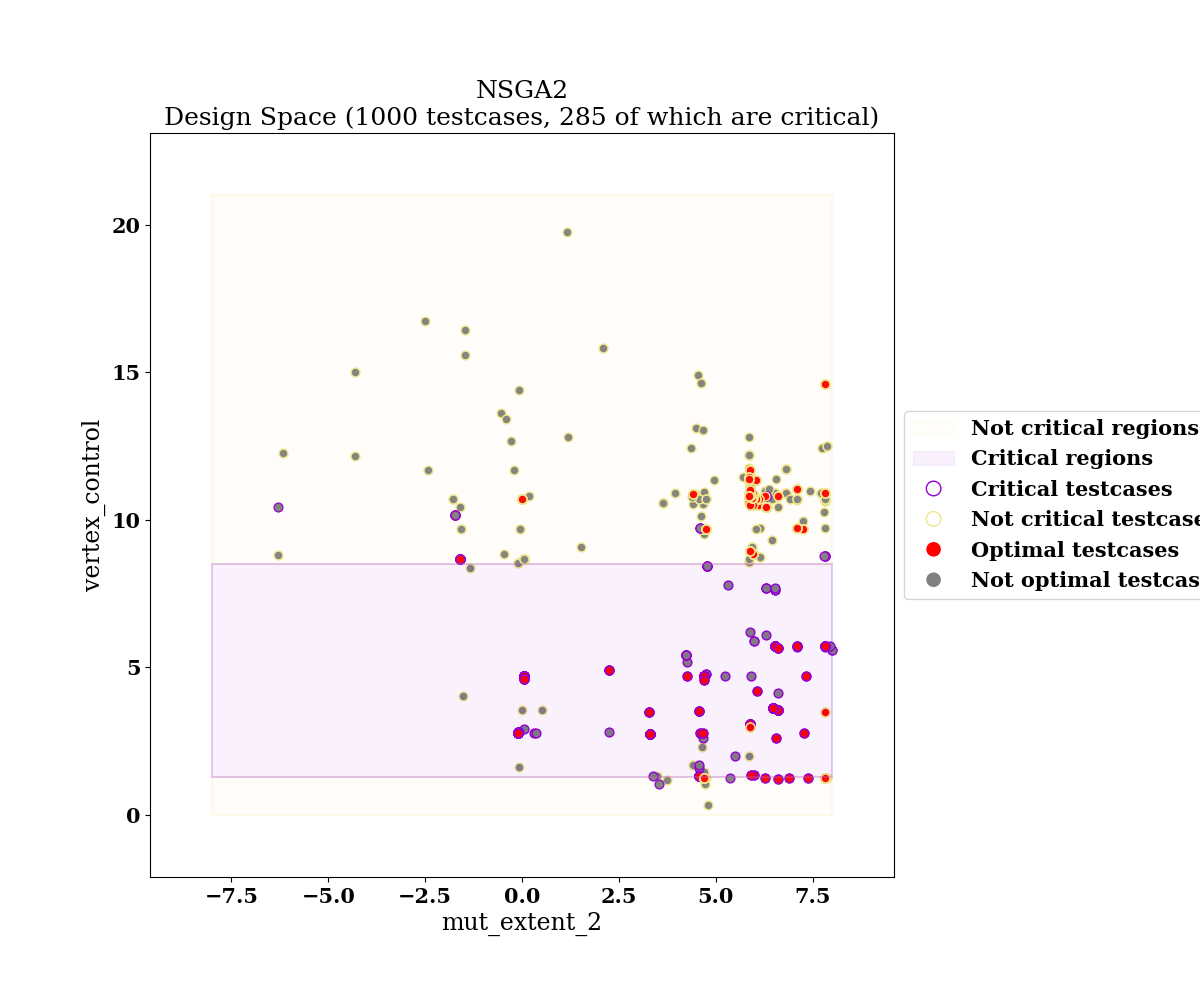 NSGA2
Design Space (1000 testcases, 285 of which are critical)
vertex_control
20
15
10
5
0
−7.5
−5.0
−2.5
0.0
2.5
5.0
7.5
mut_extent_2
Not critical regions
Critical regions
Critical testcases
Not critical testcase
Optimal testcases
Not optimal testcas